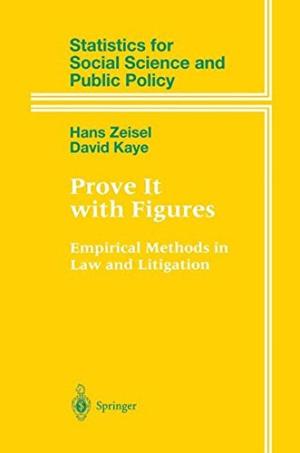 Statistics for
Social Science and
Public Policy
Hans Zeisel
David Kaye
Prove It
with Figures
Empirical Methods in
Law and Litigation
Springer